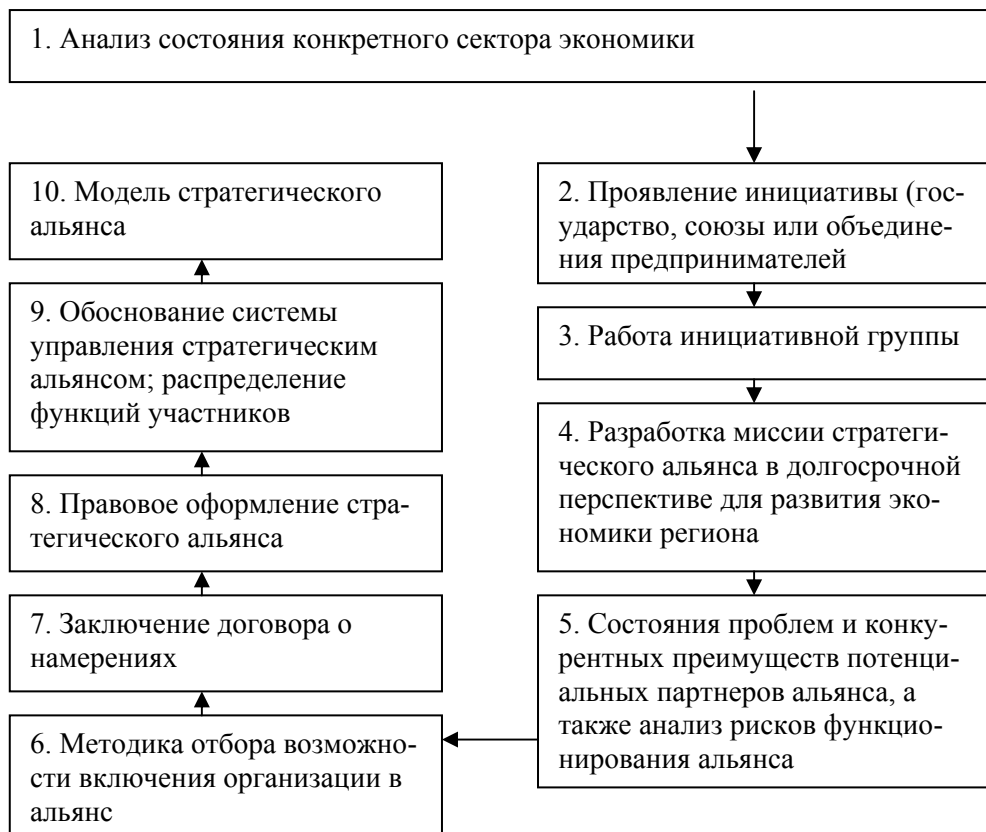 1. Анализ состояния конкретного сектора экономики
2. Проявление инициативы (гос-
ударство, союзы или объедине-
ния предпринимателей
3. Работа инициативной группы
4. Разработка миссии стратеги-
ческого альянса в долгосрочной
перспективе для развития эко-
номики региона
5. Состояния проблем и конку-
рентных преимуществ потенци-
альных партнеров альянса, а
также анализ рисков функцио-
нирования альянса
6. Методика отбора возможно-
сти включения организации в
альянс
7. Заключение договора о
намерениях
8. Правовое оформление стра-
тегического альянса
9. Обоснование системы
управления стратегическим
альянсом; распределение
функций участников
10. Модель стратегического
альянса